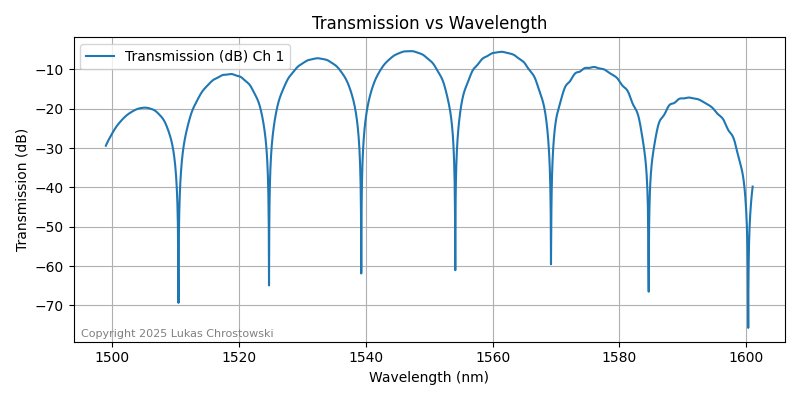 Transmission vs Wavelength
Transmission (dB) Ch 1
Transmission (dB)
−10
−20
−30
−40
−50
−60
−70
Copyright 2025 Lukas Chrostowski
1500 1520 1540 1560 1580 1600
Wavelength (nm)